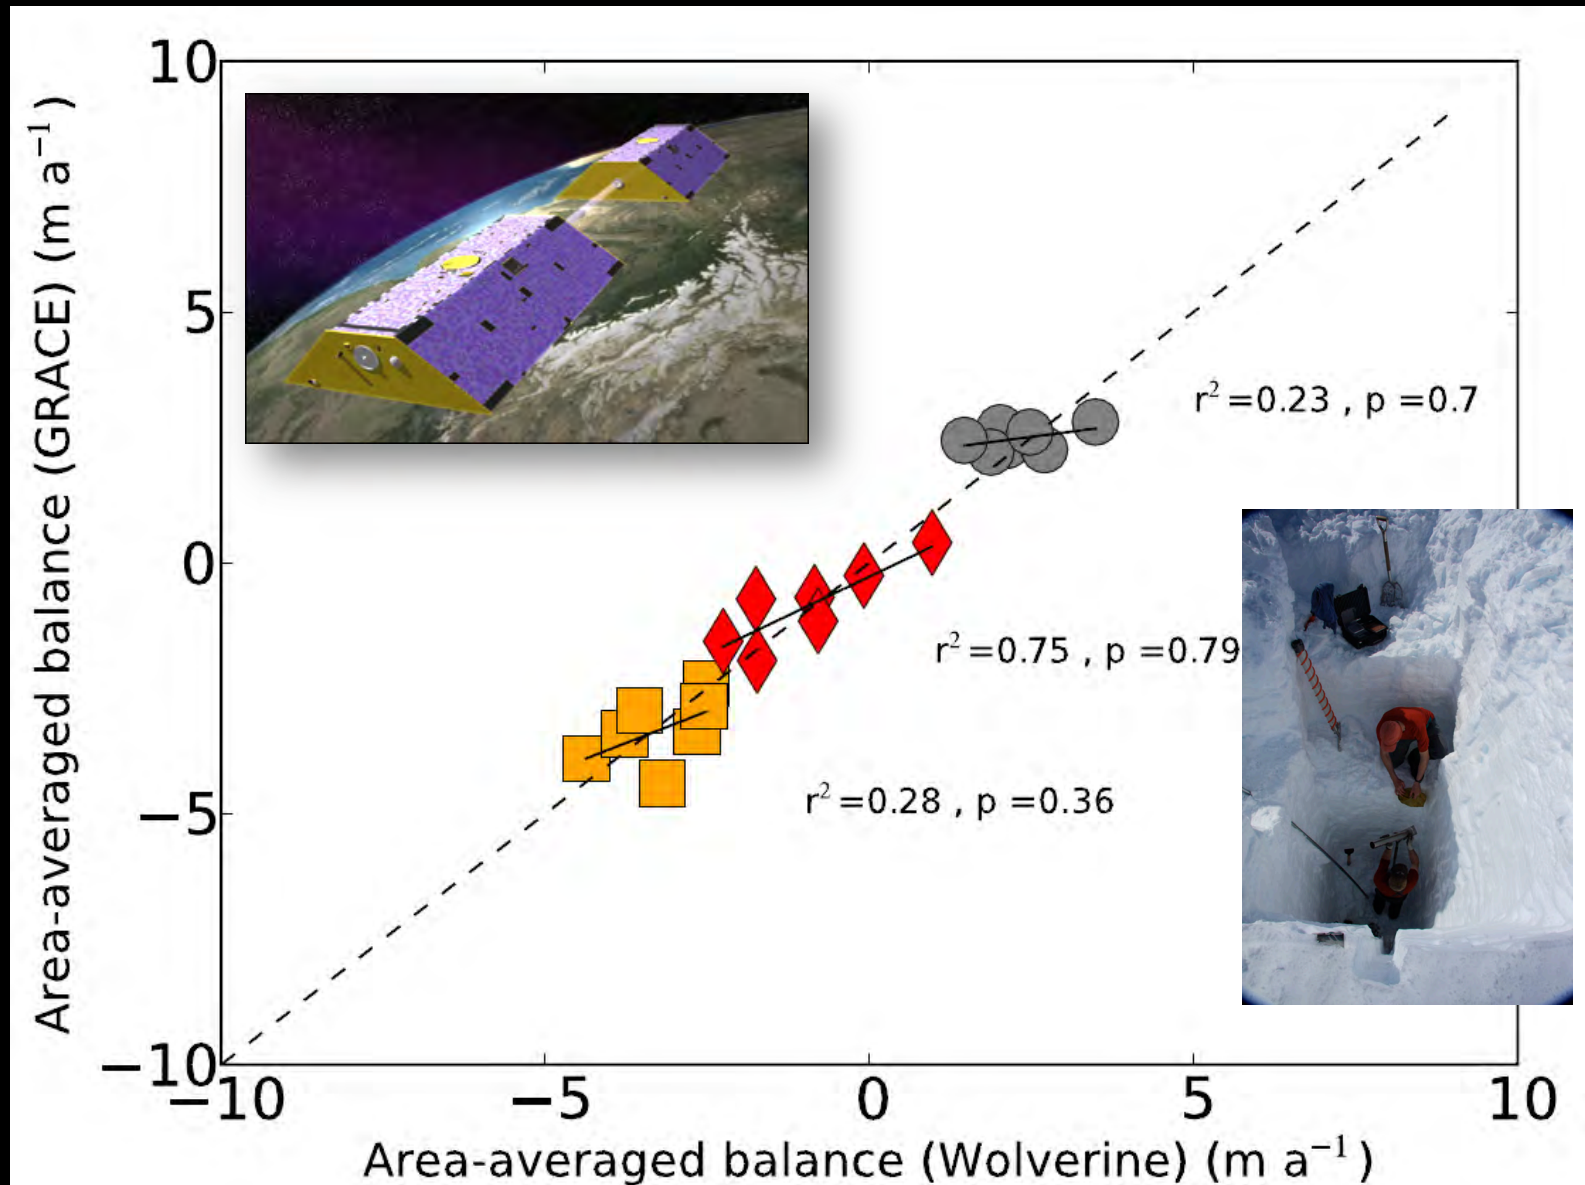 Area-averaged balance (GRACE) (m a⁻¹)
10
5
0
−5
−10
r²=0.23 , p =0.7
r²=0.75 , p =0.79
r²=0.28 , p =0.36
−10
−5
0
5
10
Area-averaged balance (Wolverine) (m a⁻¹)